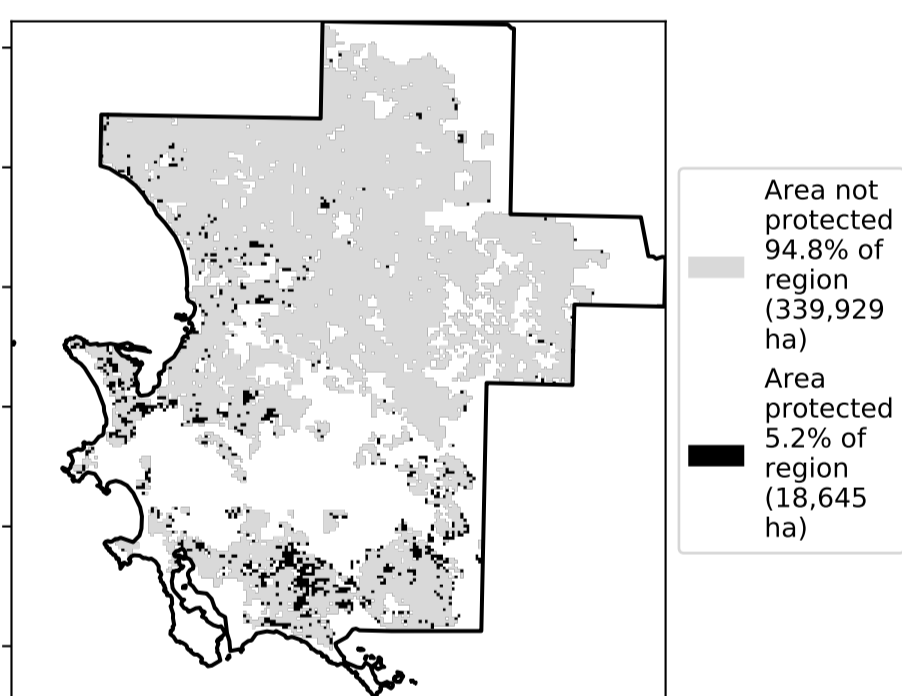 Area not
protected
94.8% of
region
(339,929
ha)
Area
protected
5.2% of
region
(18,645
ha)